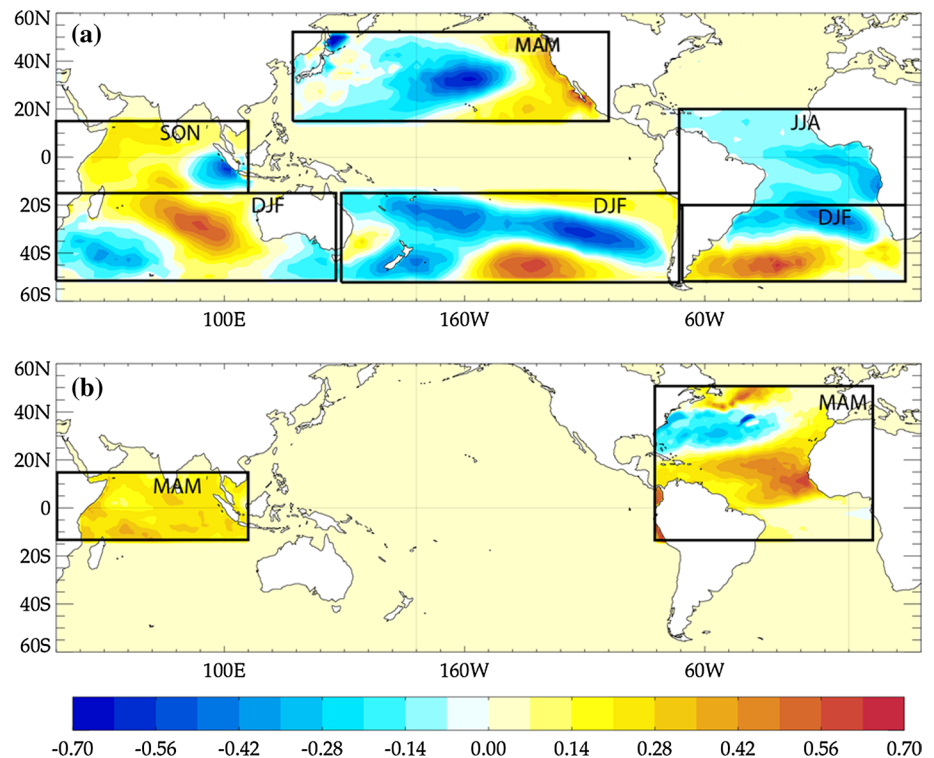 60N
(a)
MAM
40N
20N
SON
JJA
0
20S
DJF
DJF
DJF
40S
60S
100E
160W
60W
60N
(b)
MAM
40N
20N
MAM
0
20S
40S
60S
100E
160W
60W
-0.70
-0.56
-0.42
-0.28
-0.14
0.00
0.14
0.28
0.42
0.56
0.70